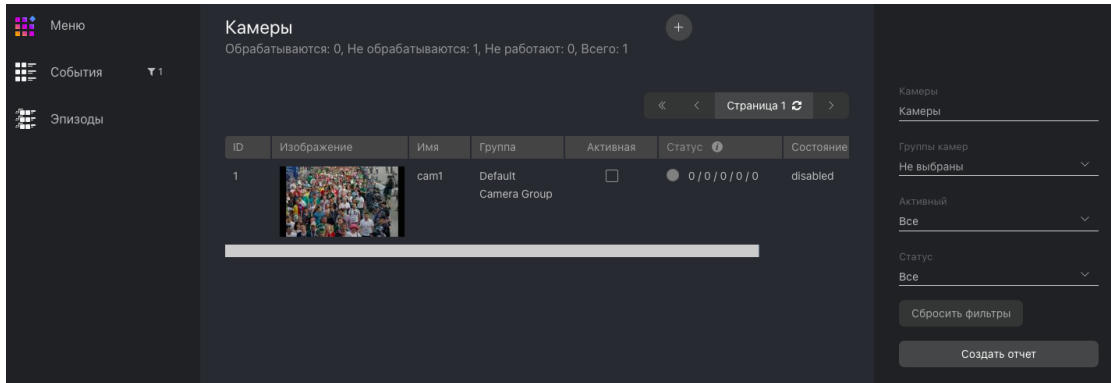 Меню
События
1
Эпизоды
Камеры
Обрабатываются: 0, Не обрабатываются: 1, Не работают: 0, Всего: 1
Страница 1
ID Изображение Имя Группа Активная Статус Состояние
1 cam1 Default Camera Group 0 / 0 / 0 / 0 / 0 disabled
Камеры
Камеры
Группы камер
Не выбраны
Активный
Все
Статус
Все
Сбросить фильтры
Создать отчет